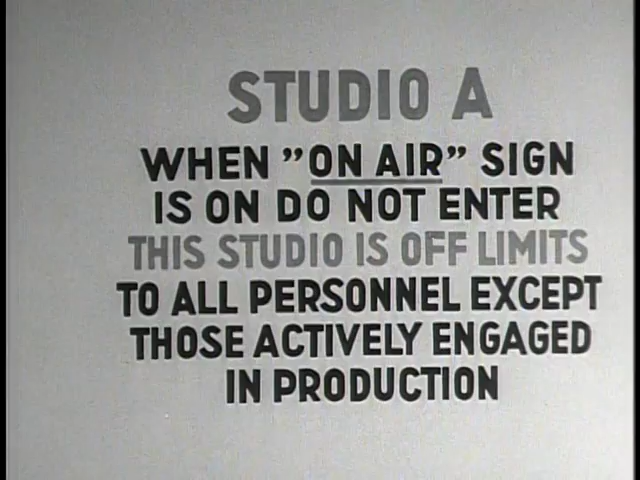 STUDIO A
WHEN ”ON AIR” SIGN
IS ON DO NOT ENTER
THIS STUDIO IS OFF LIMITS
TO ALL PERSONNEL EXCEPT
THOSE ACTIVELY ENGAGED
IN PRODUCTION